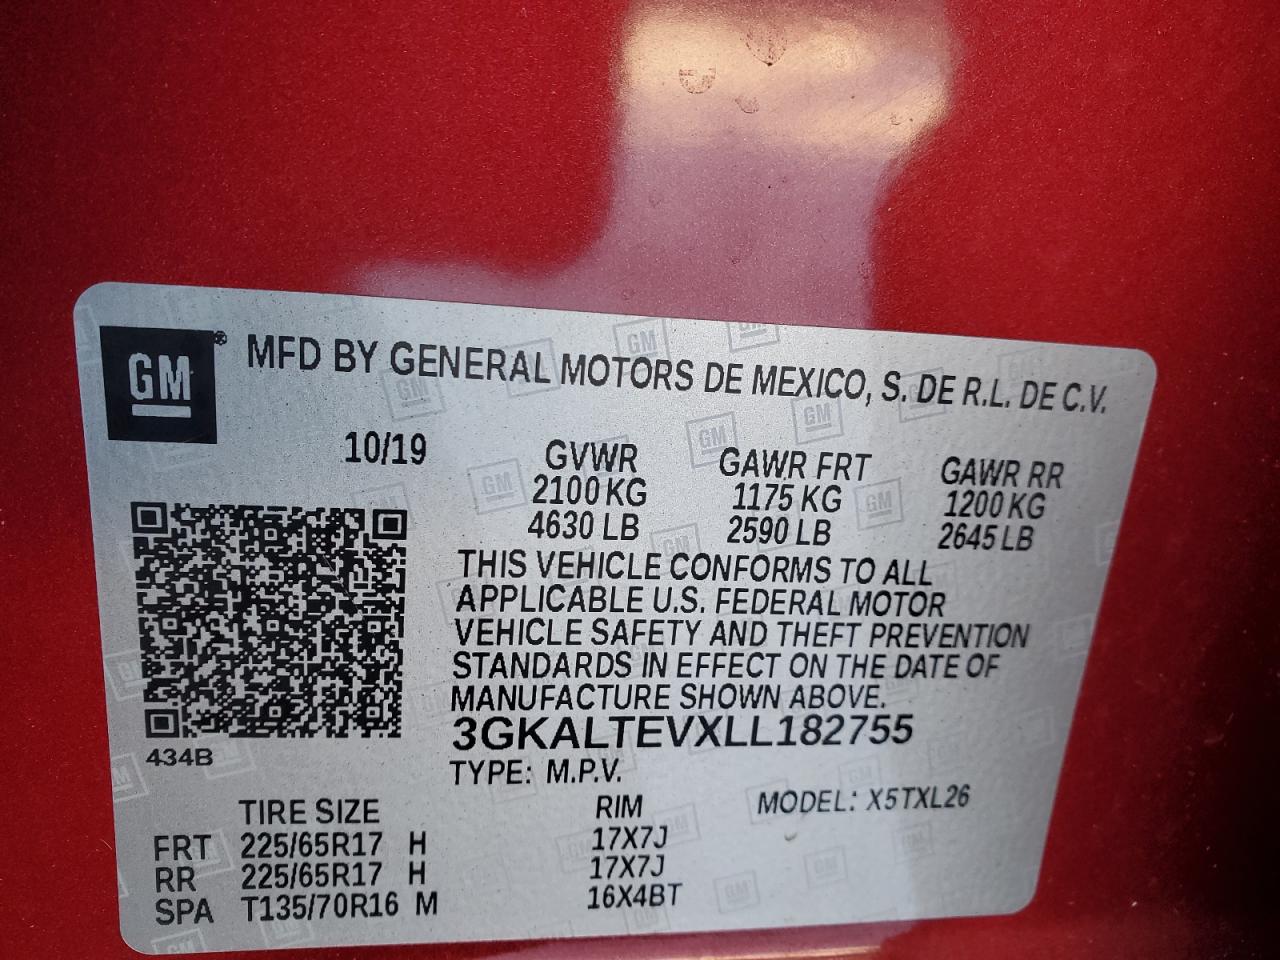 GM® MFD BY GENERAL MOTORS DE MEXICO, S. DE R.L. DE C.V.
10/19 GVWR GAWR FRT GAWR RR
2100 KG 1175 KG 1200 KG
4630 LB 2590 LB 2645 LB
THIS VEHICLE CONFORMS TO ALL
APPLICABLE U.S. FEDERAL MOTOR
VEHICLE SAFETY AND THEFT PREVENTION
STANDARDS IN EFFECT ON THE DATE OF
MANUFACTURE SHOWN ABOVE.
3GKALTEVXLL182755
434B
TYPE: M.P.V.
TIRE SIZE RIM MODEL: X5TXL26
FRT 225/65R17 H 17X7J
RR 225/65R17 H 17X7J
SPA T135/70R16 M 16X4BT